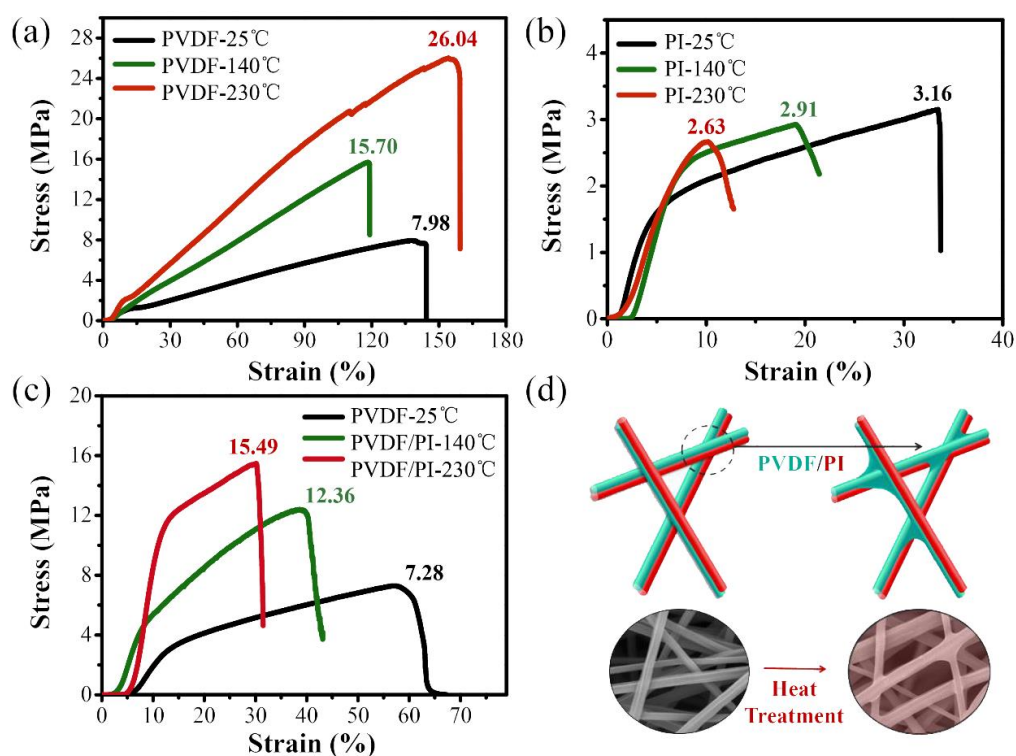 (a)
PVDF-25℃
PVDF-140℃
PVDF-230℃
26.04
15.70
7.98
Stress (MPa)
28
24
20
16
12
8
4
0
0 30 60 90 120 150 180
Strain (%)
(b)
PI-25℃
PI-140℃
PI-230℃
2.63
2.91
3.16
Stress (MPa)
4
3
2
1
0
0 10 20 30 40
Strain (%)
(c)
PVDF-25℃
PVDF/PI-140℃
PVDF/PI-230℃
15.49
12.36
7.28
Stress (MPa)
20
16
12
8
4
0
0 10 20 30 40 50 60 70
Strain (%)
(d)
PVDF/PI
Heat
Treatment